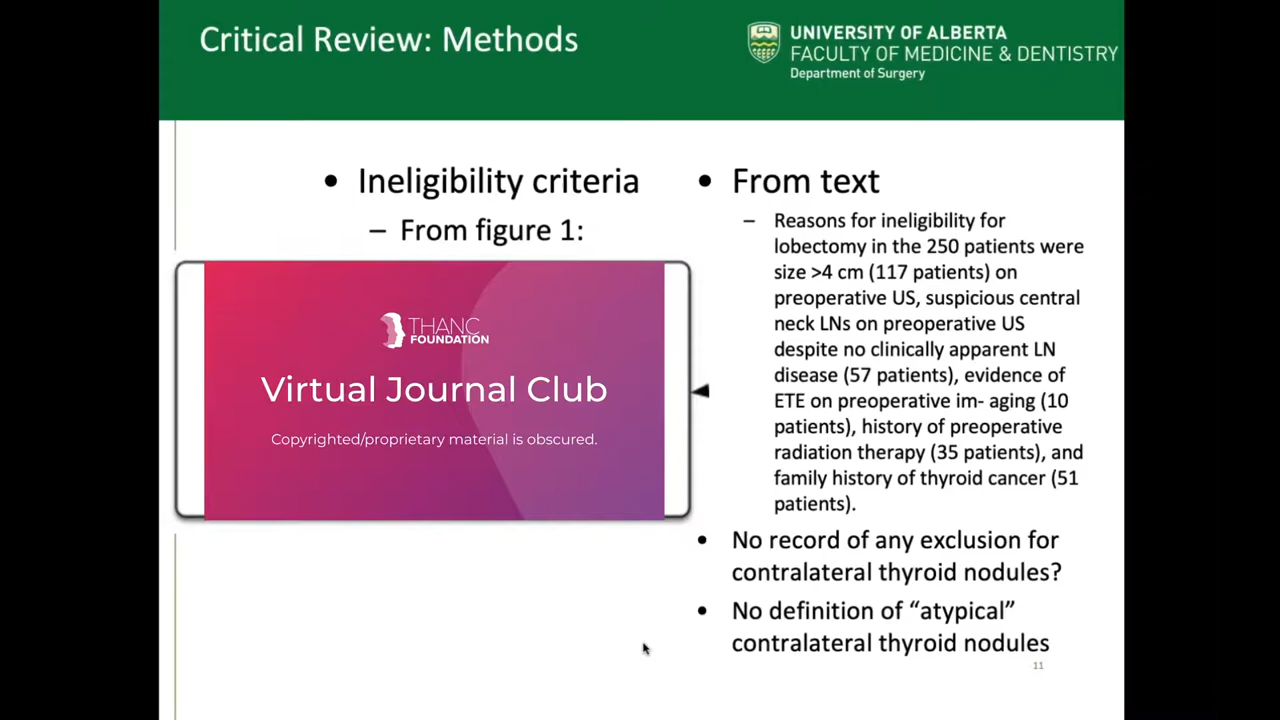 Critical Review: Methods
UNIVERSITY OF ALBERTA
FACULTY OF MEDICINE & DENTISTRY
Department of Surgery
• Ineligibility criteria
– From figure 1:
THANC
FOUNDATION
Virtual Journal Club
Copyrighted/proprietary material is obscured.
• From text
– Reasons for ineligibility for
lobectomy in the 250 patients were
size >4 cm (117 patients) on
preoperative US, suspicious central
neck LNs on preoperative US
despite no clinically apparent LN
disease (57 patients), evidence of
ETE on preoperative im- aging (10
patients), history of preoperative
radiation therapy (35 patients), and
family history of thyroid cancer (51
patients).
• No record of any exclusion for
contralateral thyroid nodules?
• No definition of “atypical”
contralateral thyroid nodules
11